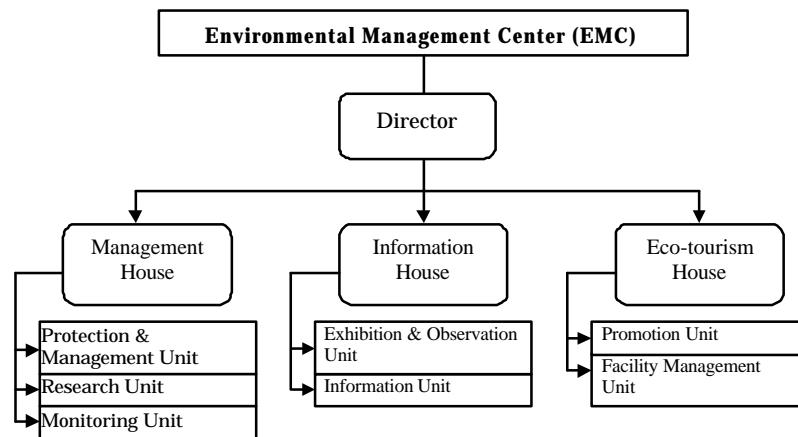 Environmental Management Center (EMC)
Director
Management
House
Information
House
Eco-tourism
House
Protection &
Management Unit
Research Unit
Monitoring Unit
Exhibition & Observation
Unit
Information Unit
Promotion Unit
Facility Management
Unit